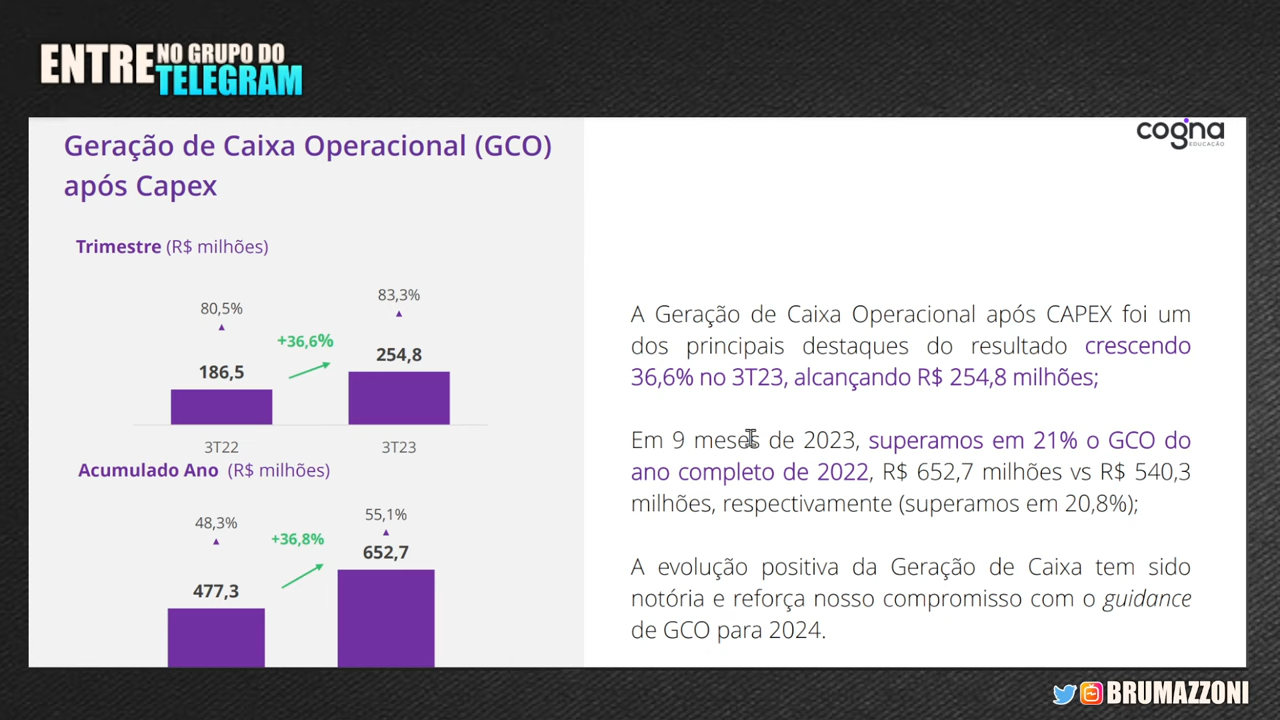 ENTRE NO GRUPO DO TELEGRAM
cogna
EDUCAÇÃO
Geração de Caixa Operacional (GCO)
após Capex
Trimestre (R$ milhões)
80,5%
83,3%
+36,6%
186,5
254,8
3T22
3T23
Acumulado Ano (R$ milhões)
48,3%
55,1%
+36,8%
477,3
652,7
A Geração de Caixa Operacional após CAPEX foi um
dos principais destaques do resultado crescendo
36,6% no 3T23, alcançando R$ 254,8 milhões;
Em 9 meses de 2023, superamos em 21% o GCO do
ano completo de 2022, R$ 652,7 milhões vs R$ 540,3
milhões, respectivamente (superamos em 20,8%);
A evolução positiva da Geração de Caixa tem sido
notória e reforça nosso compromisso com o guidance
de GCO para 2024.
BRUMAZZONI